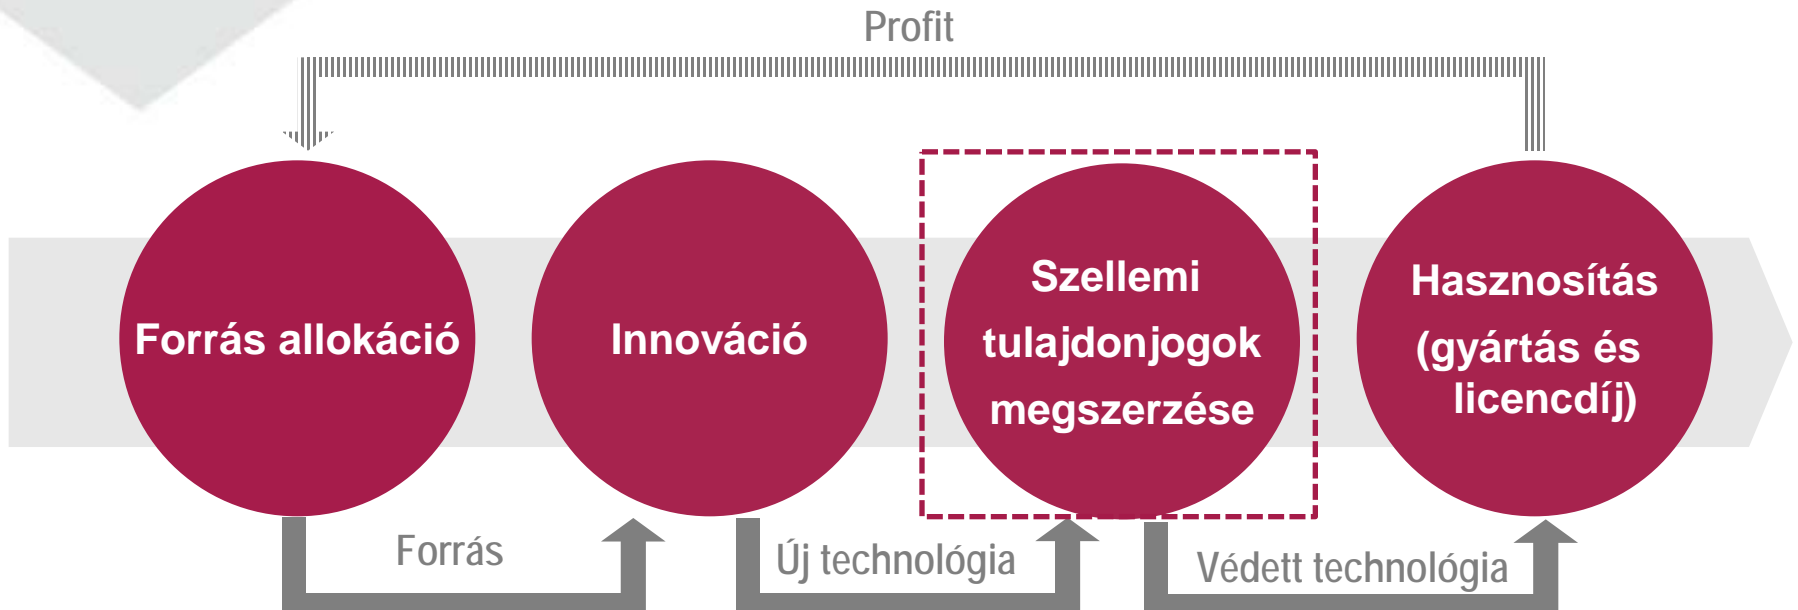 Profit
Forrás allokáció
Innováció
Szellemi
tulajdonjogok
megszerzése
Hasznosítás
(gyártás és
licencdíj)
Forrás
Új technológia
Védett technológia